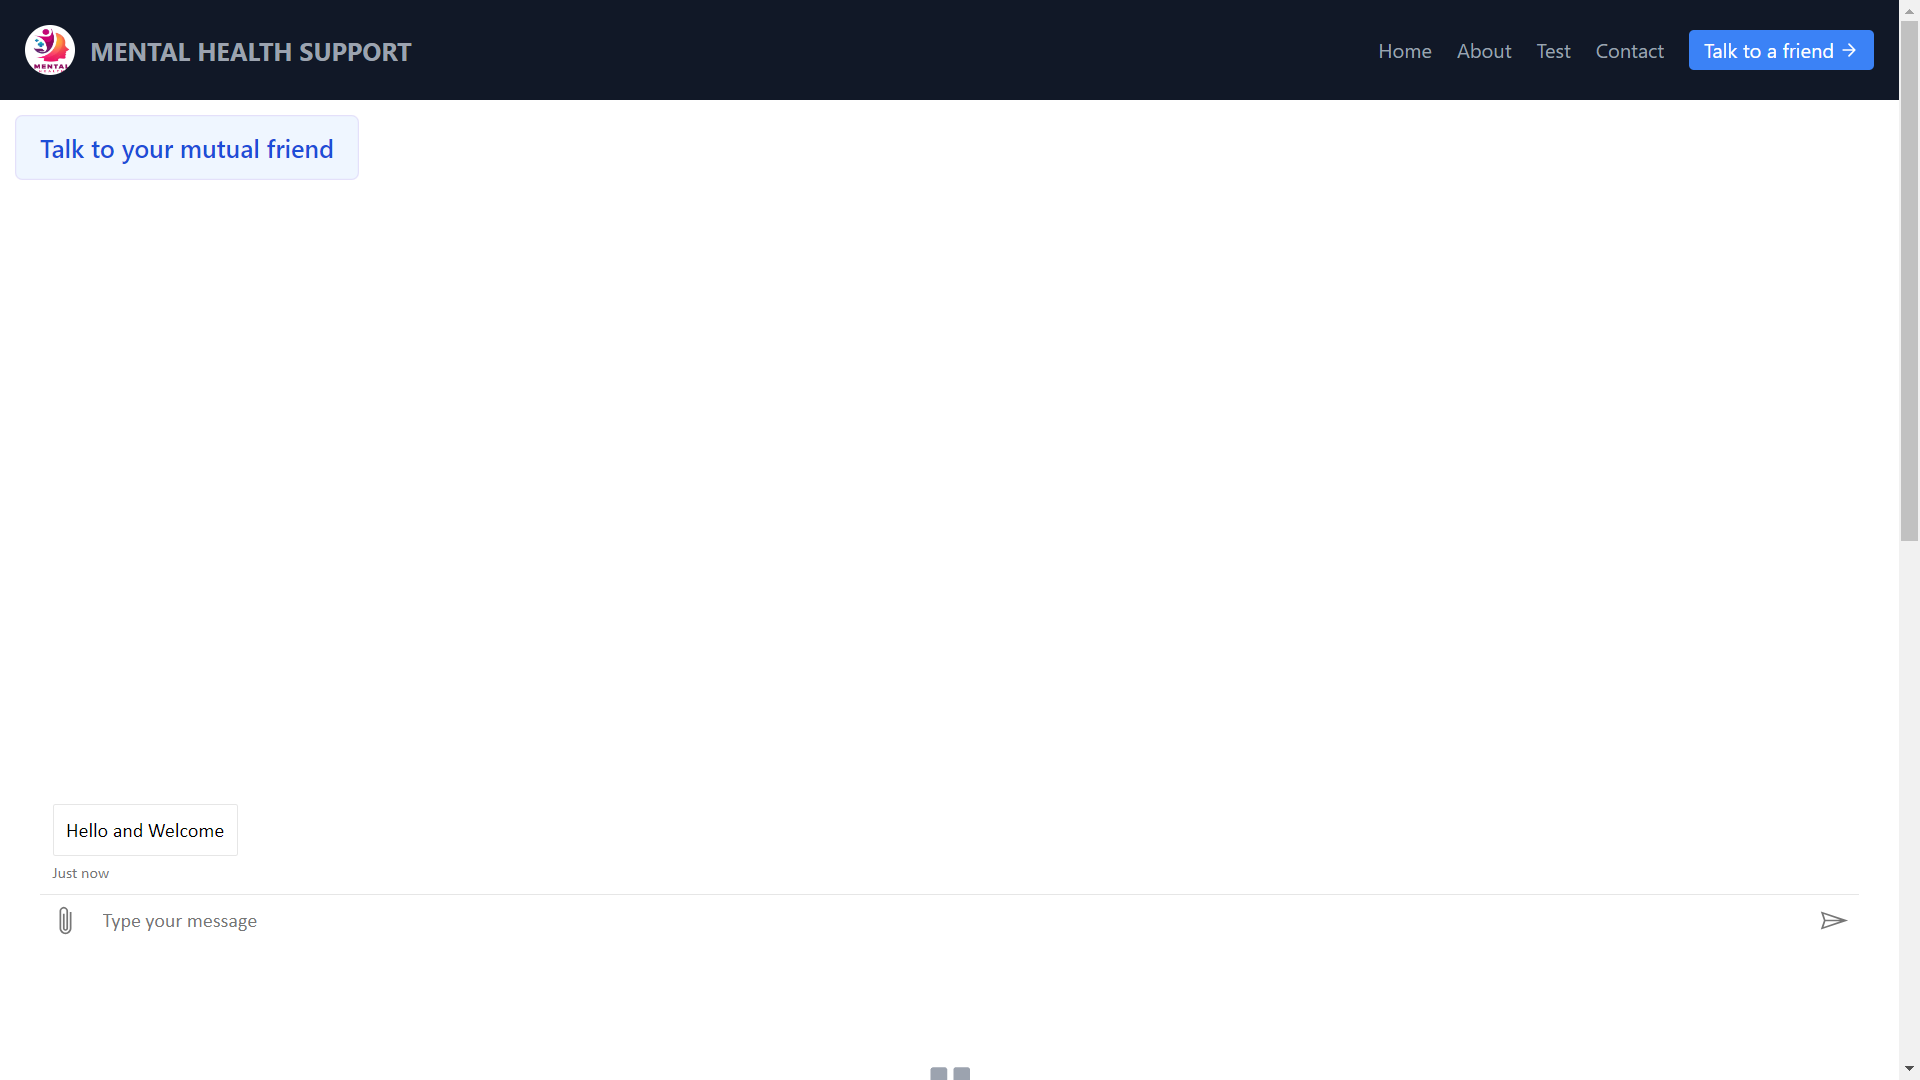 MENTAL
MENTAL HEALTH SUPPORT
Home
About
Test
Contact
Talk to a friend →
Talk to your mutual friend
Hello and Welcome
Just now
Type your message